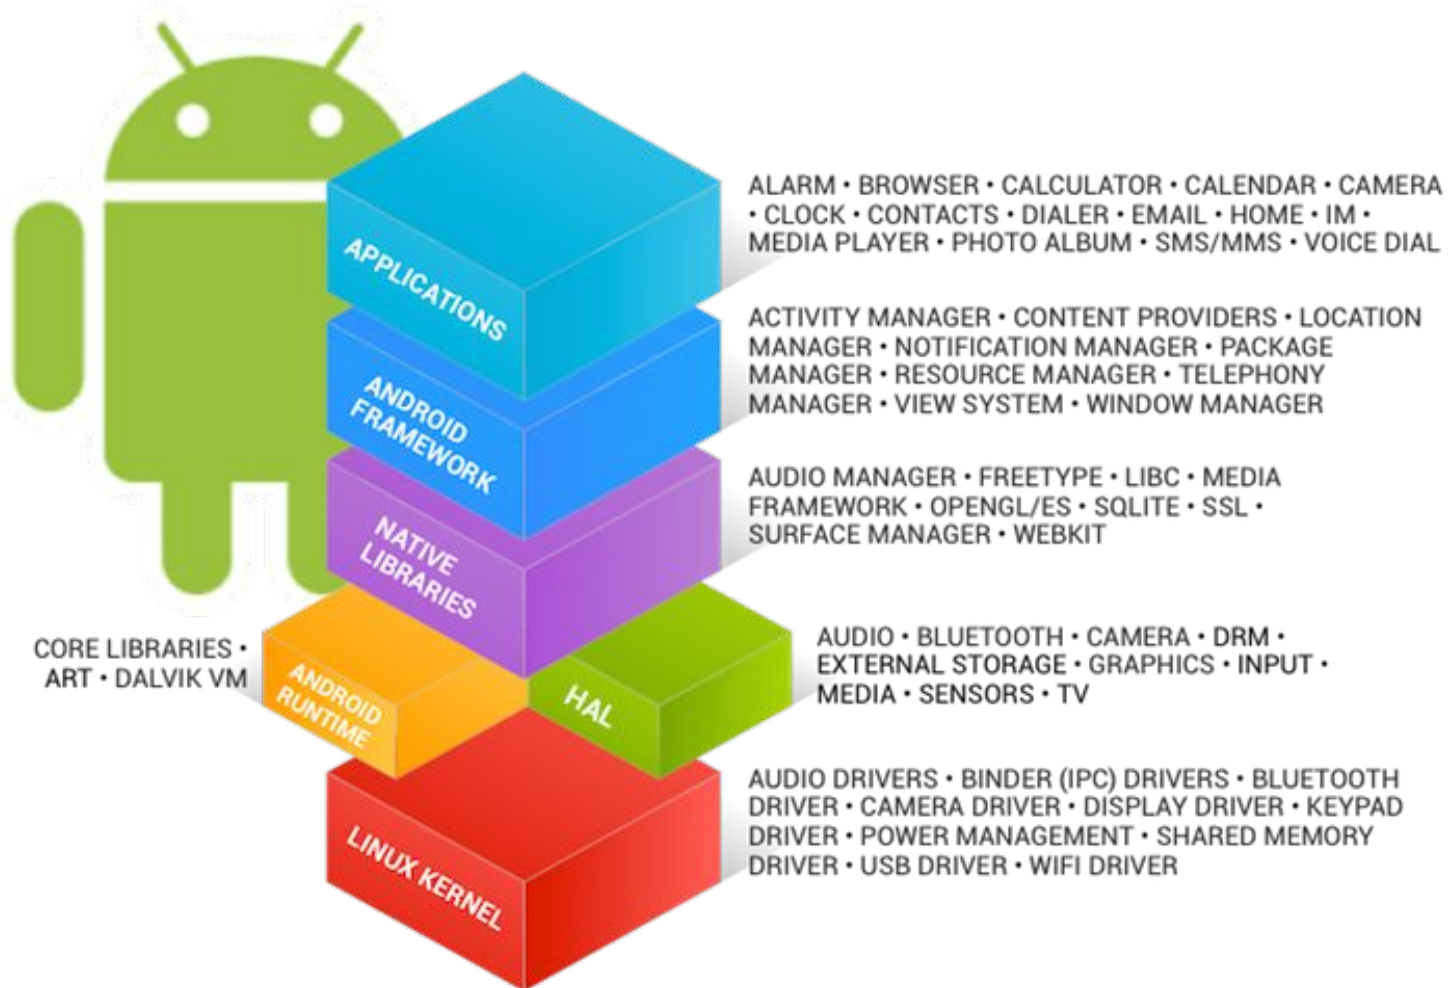 APPLICATIONS
ALARM • BROWSER • CALCULATOR • CALENDAR • CAMERA
• CLOCK • CONTACTS • DIALER • EMAIL • HOME • IM •
MEDIA PLAYER • PHOTO ALBUM • SMS/MMS • VOICE DIAL
ANDROID
FRAMEWORK
ACTIVITY MANAGER • CONTENT PROVIDERS • LOCATION
MANAGER • NOTIFICATION MANAGER • PACKAGE
MANAGER • RESOURCE MANAGER • TELEPHONY
MANAGER • VIEW SYSTEM • WINDOW MANAGER
NATIVE
LIBRARIES
AUDIO MANAGER • FREETYPE • LIBC • MEDIA
FRAMEWORK • OPENGL/ES • SQLITE • SSL •
SURFACE MANAGER • WEBKIT
CORE LIBRARIES •
ART • DALVIK VM
ANDROID
RUNTIME
HAL
AUDIO • BLUETOOTH • CAMERA • DRM •
EXTERNAL STORAGE • GRAPHICS • INPUT •
MEDIA • SENSORS • TV
LINUX KERNEL
AUDIO DRIVERS • BINDER (IPC) DRIVERS • BLUETOOTH
DRIVER • CAMERA DRIVER • DISPLAY DRIVER • KEYPAD
DRIVER • POWER MANAGEMENT • SHARED MEMORY
DRIVER • USB DRIVER • WIFI DRIVER